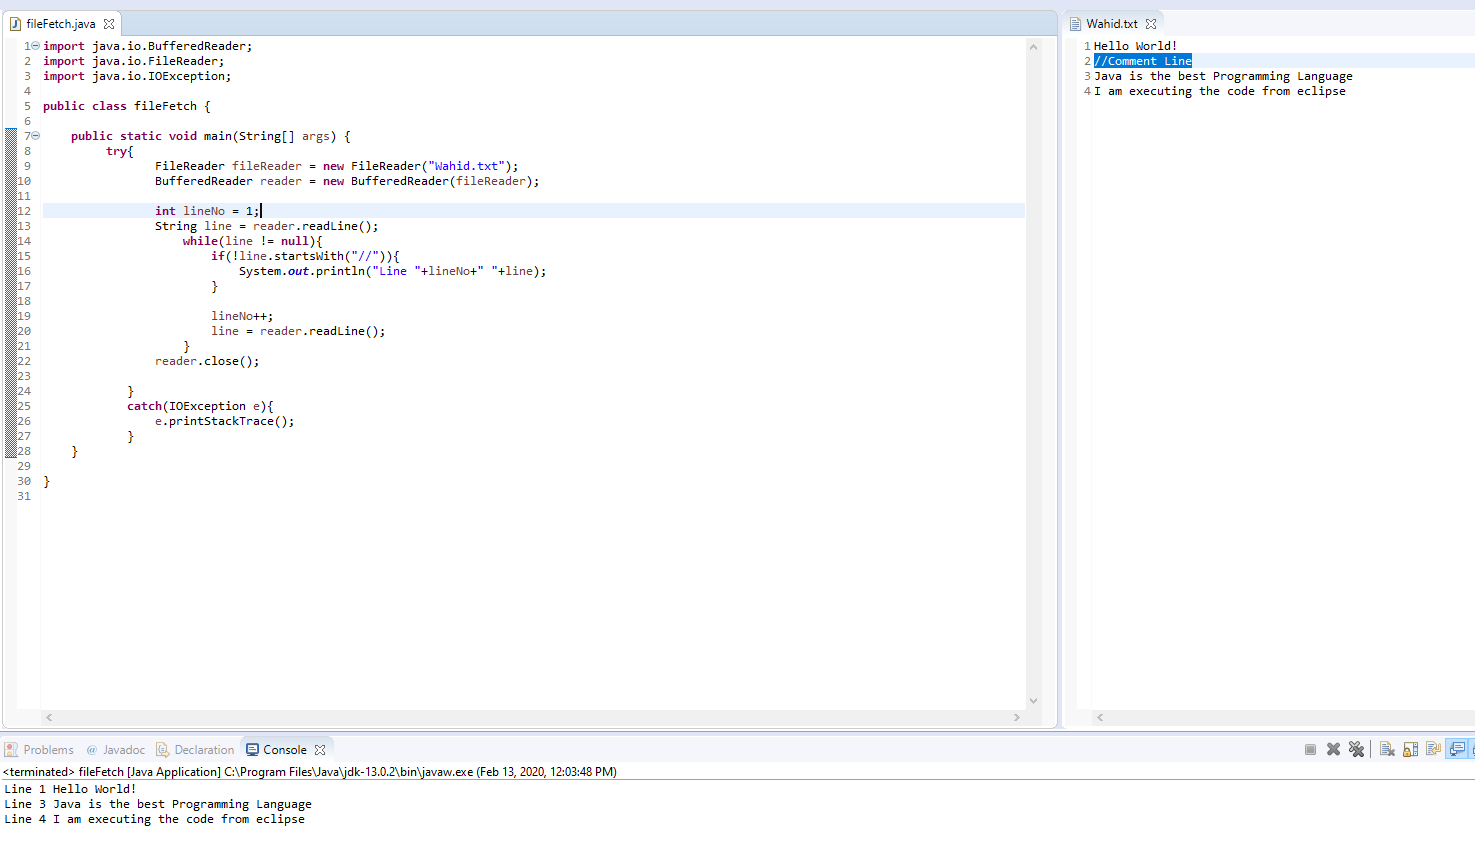 fileFetch.java
1 import java.io.BufferedReader;
2 import java.io.FileReader;
3 import java.io.IOException;
4
5 public class fileFetch {
6
7     public static void main(String[] args) {
8          try{
9                 FileReader fileReader = new FileReader("Wahid.txt");
10                BufferedReader reader = new BufferedReader(fileReader);
11
12                int lineNo = 1;
13                String line = reader.readLine();
14                    while(line != null){
15                        if(!line.startsWith("//")){
16                            System.out.println("Line "+lineNo+" "+line);
17                        }
18
19                        lineNo++;
20                        line = reader.readLine();
21                    }
22                reader.close();
23
24            }
25            catch(IOException e){
26                e.printStackTrace();
27            }
28    }
29
30 }
31
Wahid.txt
1 Hello World!
2 //Comment Line
3 Java is the best Programming Language
4 I am executing the code from eclipse
Problems @ Javadoc Declaration Console
<terminated> fileFetch [Java Application] C:\Program Files\Java\jdk-13.0.2\bin\javaw.exe (Feb 13, 2020, 12:03:48 PM)
Line 1 Hello World!
Line 3 Java is the best Programming Language
Line 4 I am executing the code from eclipse